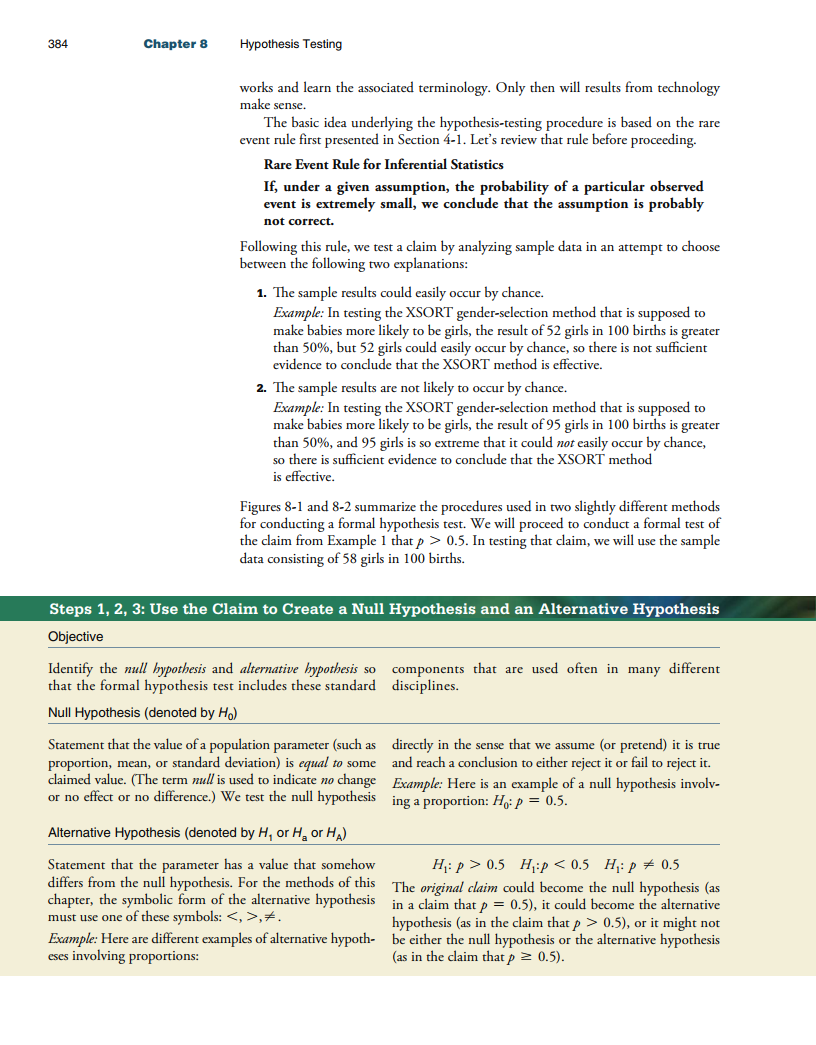 384 Chapter 8 Hypothesis Testing
works and learn the associated terminology. Only then will results from technology
make sense.
The basic idea underlying the hypothesis-testing procedure is based on the rare
event rule first presented in Section 4-1. Let's review that rule before proceeding.
Rare Event Rule for Inferential Statistics
If, under a given assumption, the probability of a particular observed
event is extremely small, we conclude that the assumption is probably
not correct.
Following this rule, we test a claim by analyzing sample data in an attempt to choose
between the following two explanations:
1. The sample results could easily occur by chance.
Example: In testing the XSORT gender-selection method that is supposed to
make babies more likely to be girls, the result of 52 girls in 100 births is greater
than 50%, but 52 girls could easily occur by chance, so there is not sufficient
evidence to conclude that the XSORT method is effective.
2. The sample results are not likely to occur by chance.
Example: In testing the XSORT gender-selection method that is supposed to
make babies more likely to be girls, the result of 95 girls in 100 births is greater
than 50%, and 95 girls is so extreme that it could not easily occur by chance,
so there is sufficient evidence to conclude that the XSORT method
is effective.
Figures 8-1 and 8-2 summarize the procedures used in two slightly different methods
for conducting a formal hypothesis test. We will proceed to conduct a formal test of
the claim from Example 1 that p > 0.5. In testing that claim, we will use the sample
data consisting of 58 girls in 100 births.
Steps 1, 2, 3: Use the Claim to Create a Null Hypothesis and an Alternative Hypothesis
Objective
Identify the null hypothesis and alternative hypothesis so
that the formal hypothesis test includes these standard
components that are used often in many different
disciplines.
Null Hypothesis (denoted by H₀)
Statement that the value of a population parameter (such as
proportion, mean, or standard deviation) is equal to some
claimed value. (The term null is used to indicate no change
or no effect or no difference.) We test the null hypothesis
directly in the sense that we assume (or pretend) it is true
and reach a conclusion to either reject it or fail to reject it.
Example: Here is an example of a null hypothesis involv-
ing a proportion: H₀: p = 0.5.
Alternative Hypothesis (denoted by H₁ or Hₐ or H_A)
Statement that the parameter has a value that somehow
differs from the null hypothesis. For the methods of this
chapter, the symbolic form of the alternative hypothesis
must use one of these symbols: <, >, ≠.
Example: Here are different examples of alternative hypoth-
eses involving proportions:
H₁: p > 0.5 H₁:p < 0.5 H₁: p ≠ 0.5
The original claim could become the null hypothesis (as
in a claim that p = 0.5), it could become the alternative
hypothesis (as in the claim that p > 0.5), or it might not
be either the null hypothesis or the alternative hypothesis
(as in the claim that p ≥ 0.5).